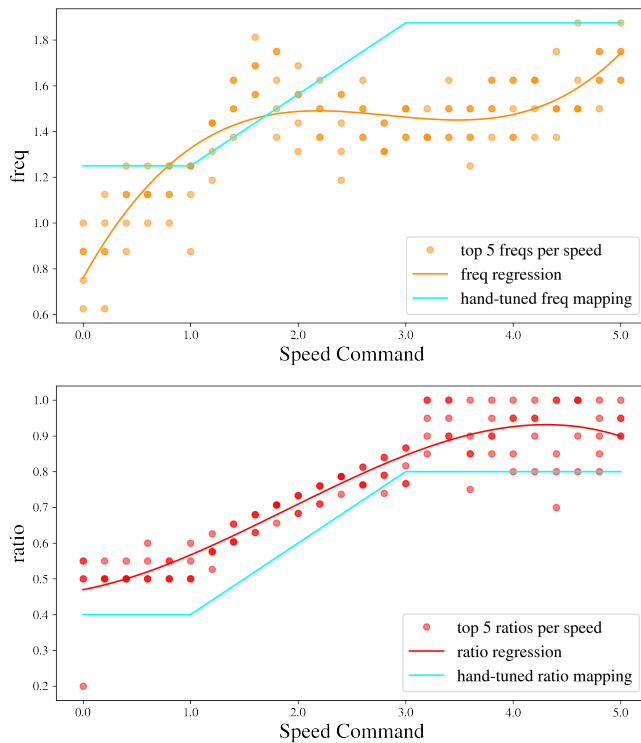 1.8
1.6
1.4
1.2
1.0
0.8
0.6
freq
top 5 freqs per speed
freq regression
hand-tuned freq mapping
0.0 1.0 2.0 3.0 4.0 5.0
Speed Command
1.0
0.9
0.8
0.7
0.6
0.5
0.4
0.3
0.2
ratio
top 5 ratios per speed
ratio regression
hand-tuned ratio mapping
0.0 1.0 2.0 3.0 4.0 5.0
Speed Command